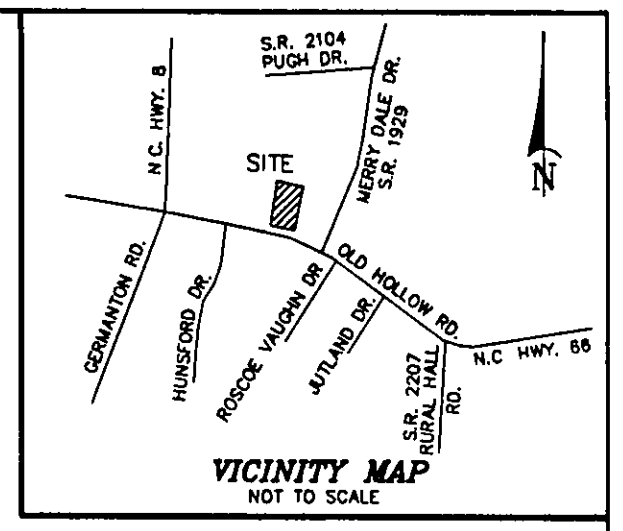 S.R. 2104
PUGH DR.
N.C. HWY. 8
MERRY DALE DR.
S.R. 1929
SITE
N
OLD HOLLOW RD.
GERMANTON RD.
HUNSFORD DR.
ROSCOE VAUGHN DR
JUTLAND DR.
N.C HWY. 66
S.R. 2207
RURAL HALL
RD.
VICINITY MAP
NOT TO SCALE